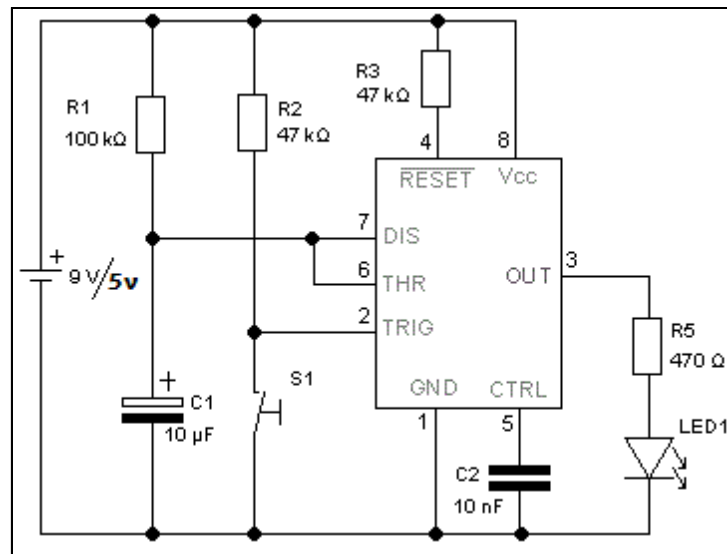 R1
100 kΩ
R2
47 kΩ
R3
47 kΩ
4
8
RESET
Vcc
7
DIS
6
THR
2
TRIG
OUT
3
GND
CTRL
1
5
+
9 V/5v
+
C1
10 µF
S1
C2
10 nF
R5
470 Ω
LED1